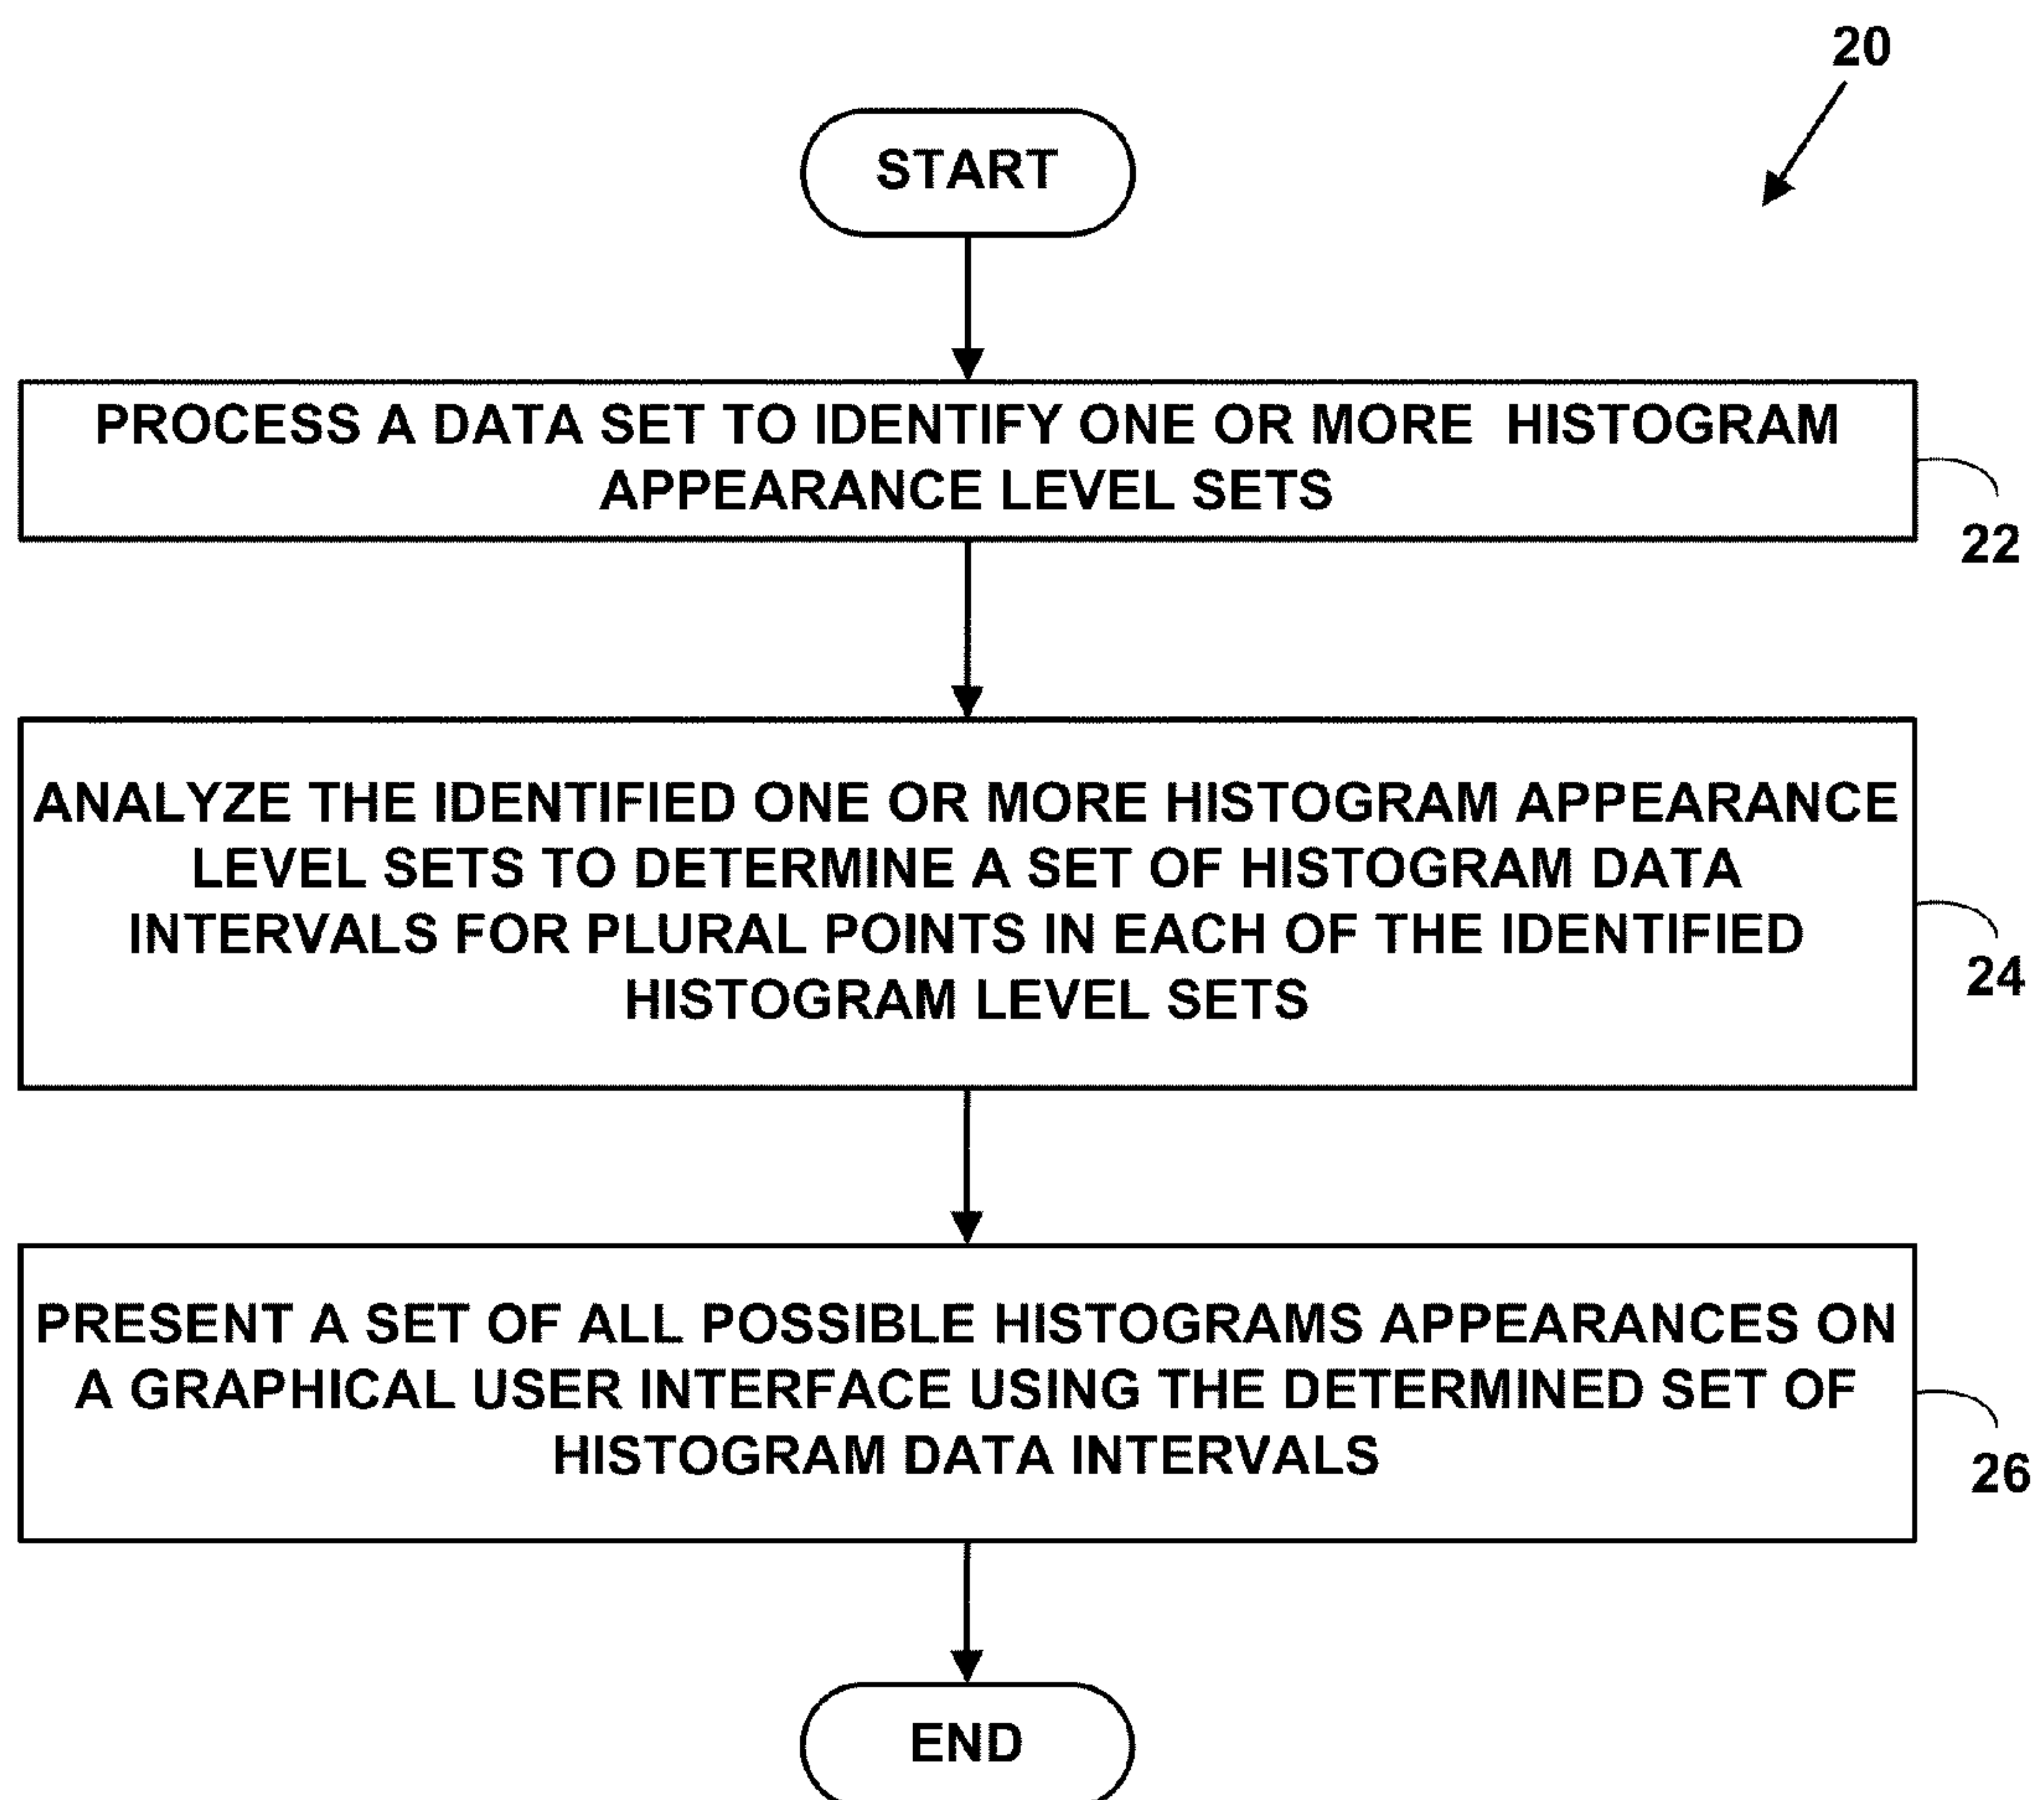 20
START
PROCESS A DATA SET TO IDENTIFY ONE OR MORE HISTOGRAM
APPEARANCE LEVEL SETS
22
ANALYZE THE IDENTIFIED ONE OR MORE HISTOGRAM APPEARANCE
LEVEL SETS TO DETERMINE A SET OF HISTOGRAM DATA
INTERVALS FOR PLURAL POINTS IN EACH OF THE IDENTIFIED
HISTOGRAM LEVEL SETS
24
PRESENT A SET OF ALL POSSIBLE HISTOGRAMS APPEARANCES ON
A GRAPHICAL USER INTERFACE USING THE DETERMINED SET OF
HISTOGRAM DATA INTERVALS
26
END